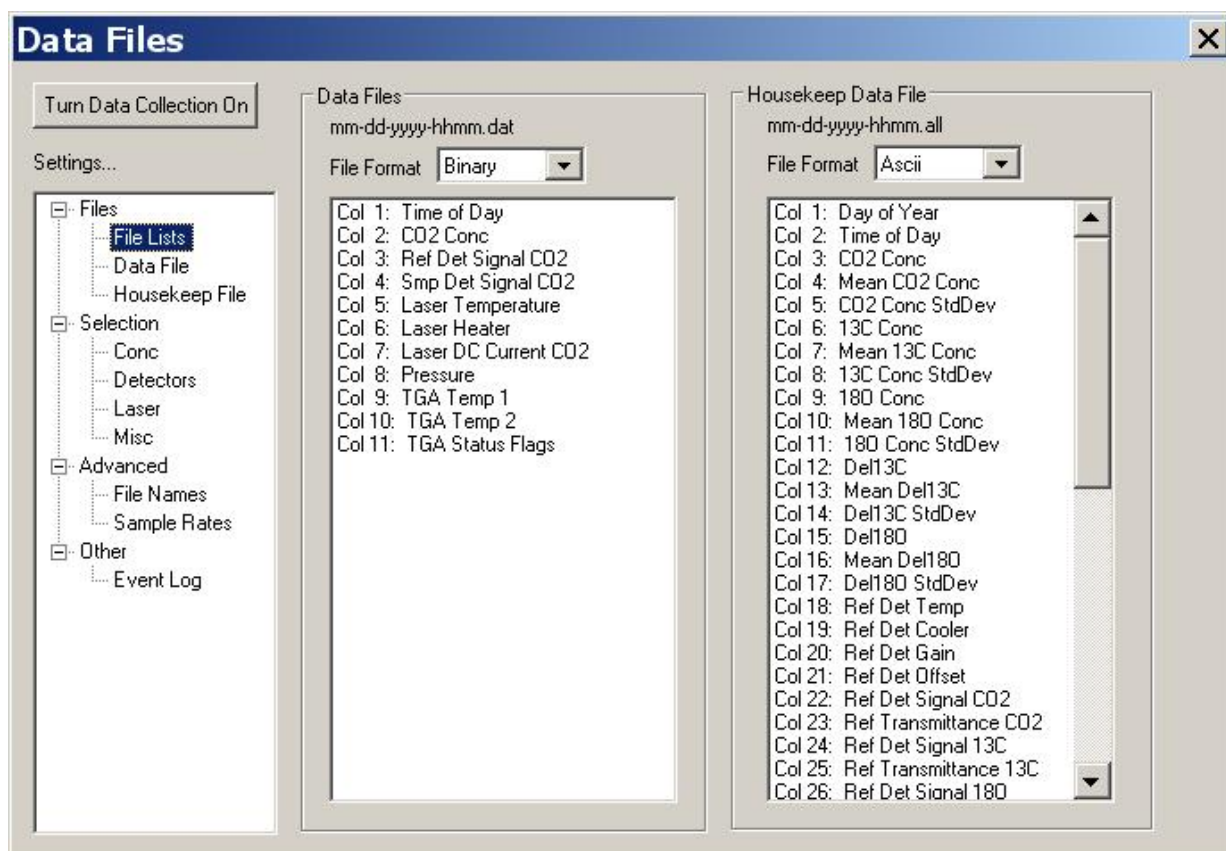 Data Files
Turn Data Collection On
Settings...
Files
File Lists
Data File
Housekeep File
Selection
Conc
Detectors
Laser
Misc
Advanced
File Names
Sample Rates
Other
Event Log
Data Files
mm-dd-yyyy-hhmm.dat
File Format Binary
Col 1: Time of Day
Col 2: CO2 Conc
Col 3: Ref Det Signal CO2
Col 4: Smp Det Signal CO2
Col 5: Laser Temperature
Col 6: Laser Heater
Col 7: Laser DC Current CO2
Col 8: Pressure
Col 9: TGA Temp 1
Col 10: TGA Temp 2
Col 11: TGA Status Flags
Housekeep Data File
mm-dd-yyyy-hhmm.all
File Format Ascii
Col 1: Day of Year
Col 2: Time of Day
Col 3: CO2 Conc
Col 4: Mean CO2 Conc
Col 5: CO2 Conc StdDev
Col 6: 13C Conc
Col 7: Mean 13C Conc
Col 8: 13C Conc StdDev
Col 9: 18O Conc
Col 10: Mean 18O Conc
Col 11: 18O Conc StdDev
Col 12: Del13C
Col 13: Mean Del13C
Col 14: Del13C StdDev
Col 15: Del18O
Col 16: Mean Del18O
Col 17: Del18O StdDev
Col 18: Ref Det Temp
Col 19: Ref Det Cooler
Col 20: Ref Det Gain
Col 21: Ref Det Offset
Col 22: Ref Det Signal CO2
Col 23: Ref Transmittance CO2
Col 24: Ref Det Signal 13C
Col 25: Ref Transmittance 13C
Col 26: Ref Det Signal 18O